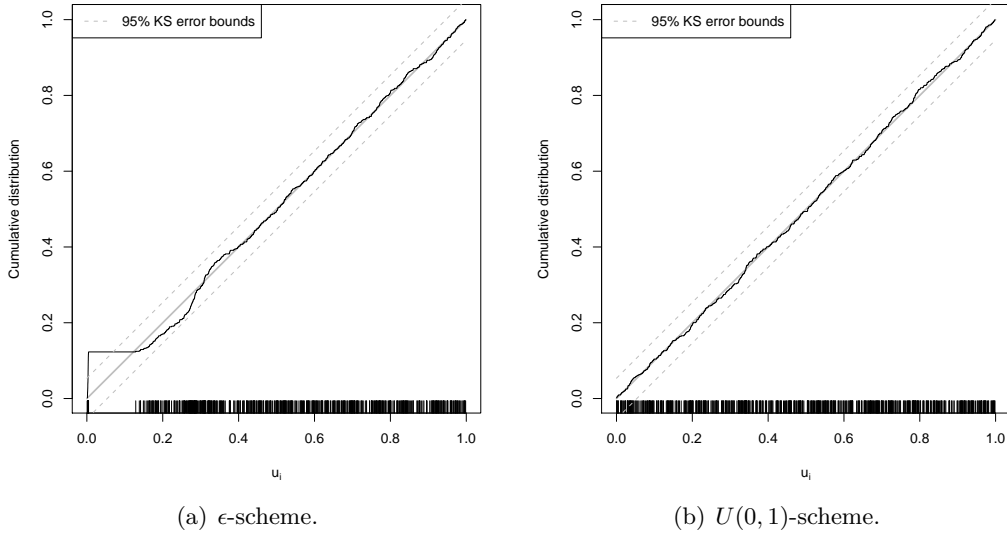 95% KS error bounds
Cumulative distribution
1.0
0.8
0.6
0.4
0.2
0.0
0.0 0.2 0.4 0.6 0.8 1.0
u_i
(a) ϵ-scheme.
95% KS error bounds
Cumulative distribution
1.0
0.8
0.6
0.4
0.2
0.0
0.0 0.2 0.4 0.6 0.8 1.0
u_i
(b) U(0, 1)-scheme.